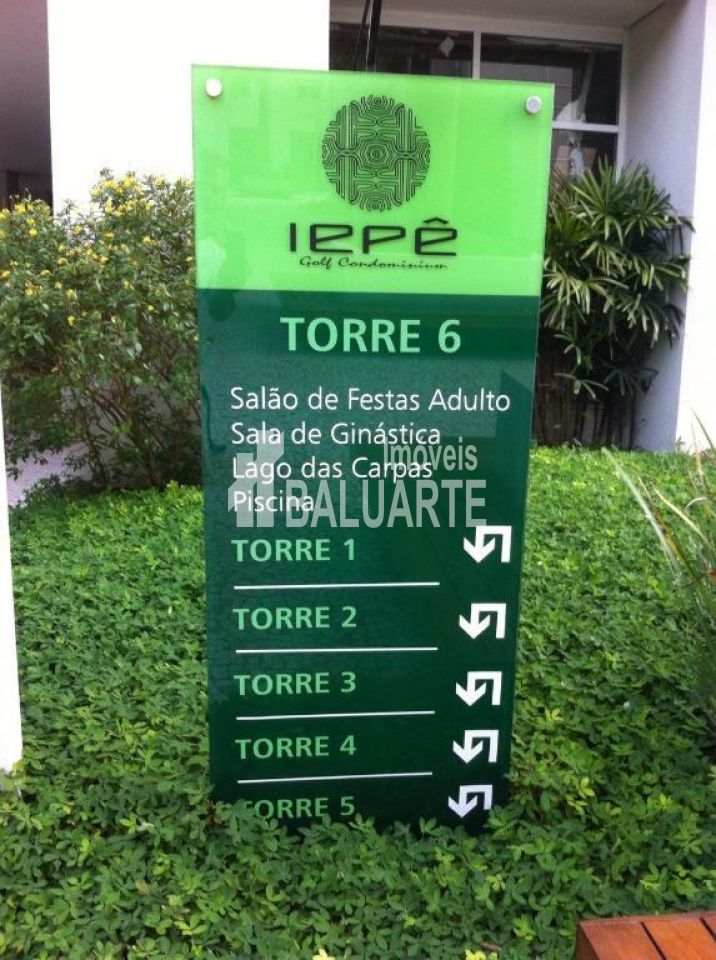 IEPÊ
Golf Condominium
TORRE 6
Salão de Festas Adulto
Sala de Ginástica
Lago das Carpas
Piscina
Imóveis
BALUARTE
TORRE 1
TORRE 2
TORRE 3
TORRE 4
TORRE 5